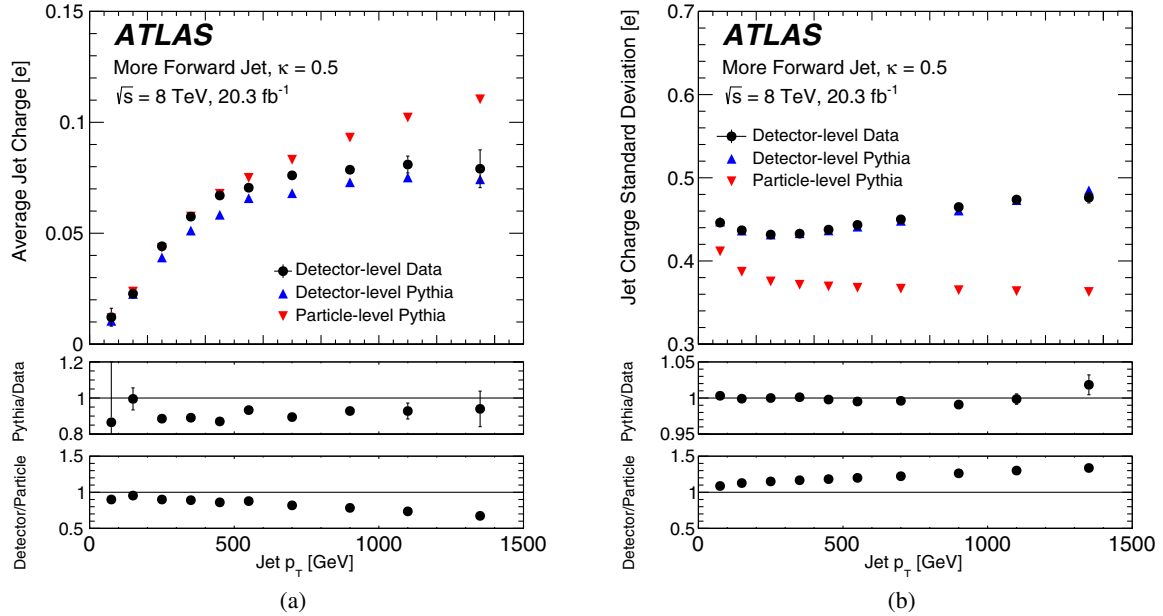 ATLAS
More Forward Jet, κ = 0.5
√s = 8 TeV, 20.3 fb⁻¹
Average Jet Charge [e]
0.15
0.1
0.05
0
Detector-level Data
Detector-level Pythia
Particle-level Pythia
Pythia/Data
1.2
1
0.8
Detector/Particle
1.5
1
0.5
0 500 1000 1500
Jet p_T [GeV]
(a)
ATLAS
More Forward Jet, κ = 0.5
√s = 8 TeV, 20.3 fb⁻¹
Jet Charge Standard Deviation [e]
0.7
0.6
0.5
0.4
0.3
Detector-level Data
Detector-level Pythia
Particle-level Pythia
Pythia/Data
1.05
1
0.95
Detector/Particle
1.5
1
0.5
0 500 1000 1500
Jet p_T [GeV]
(b)